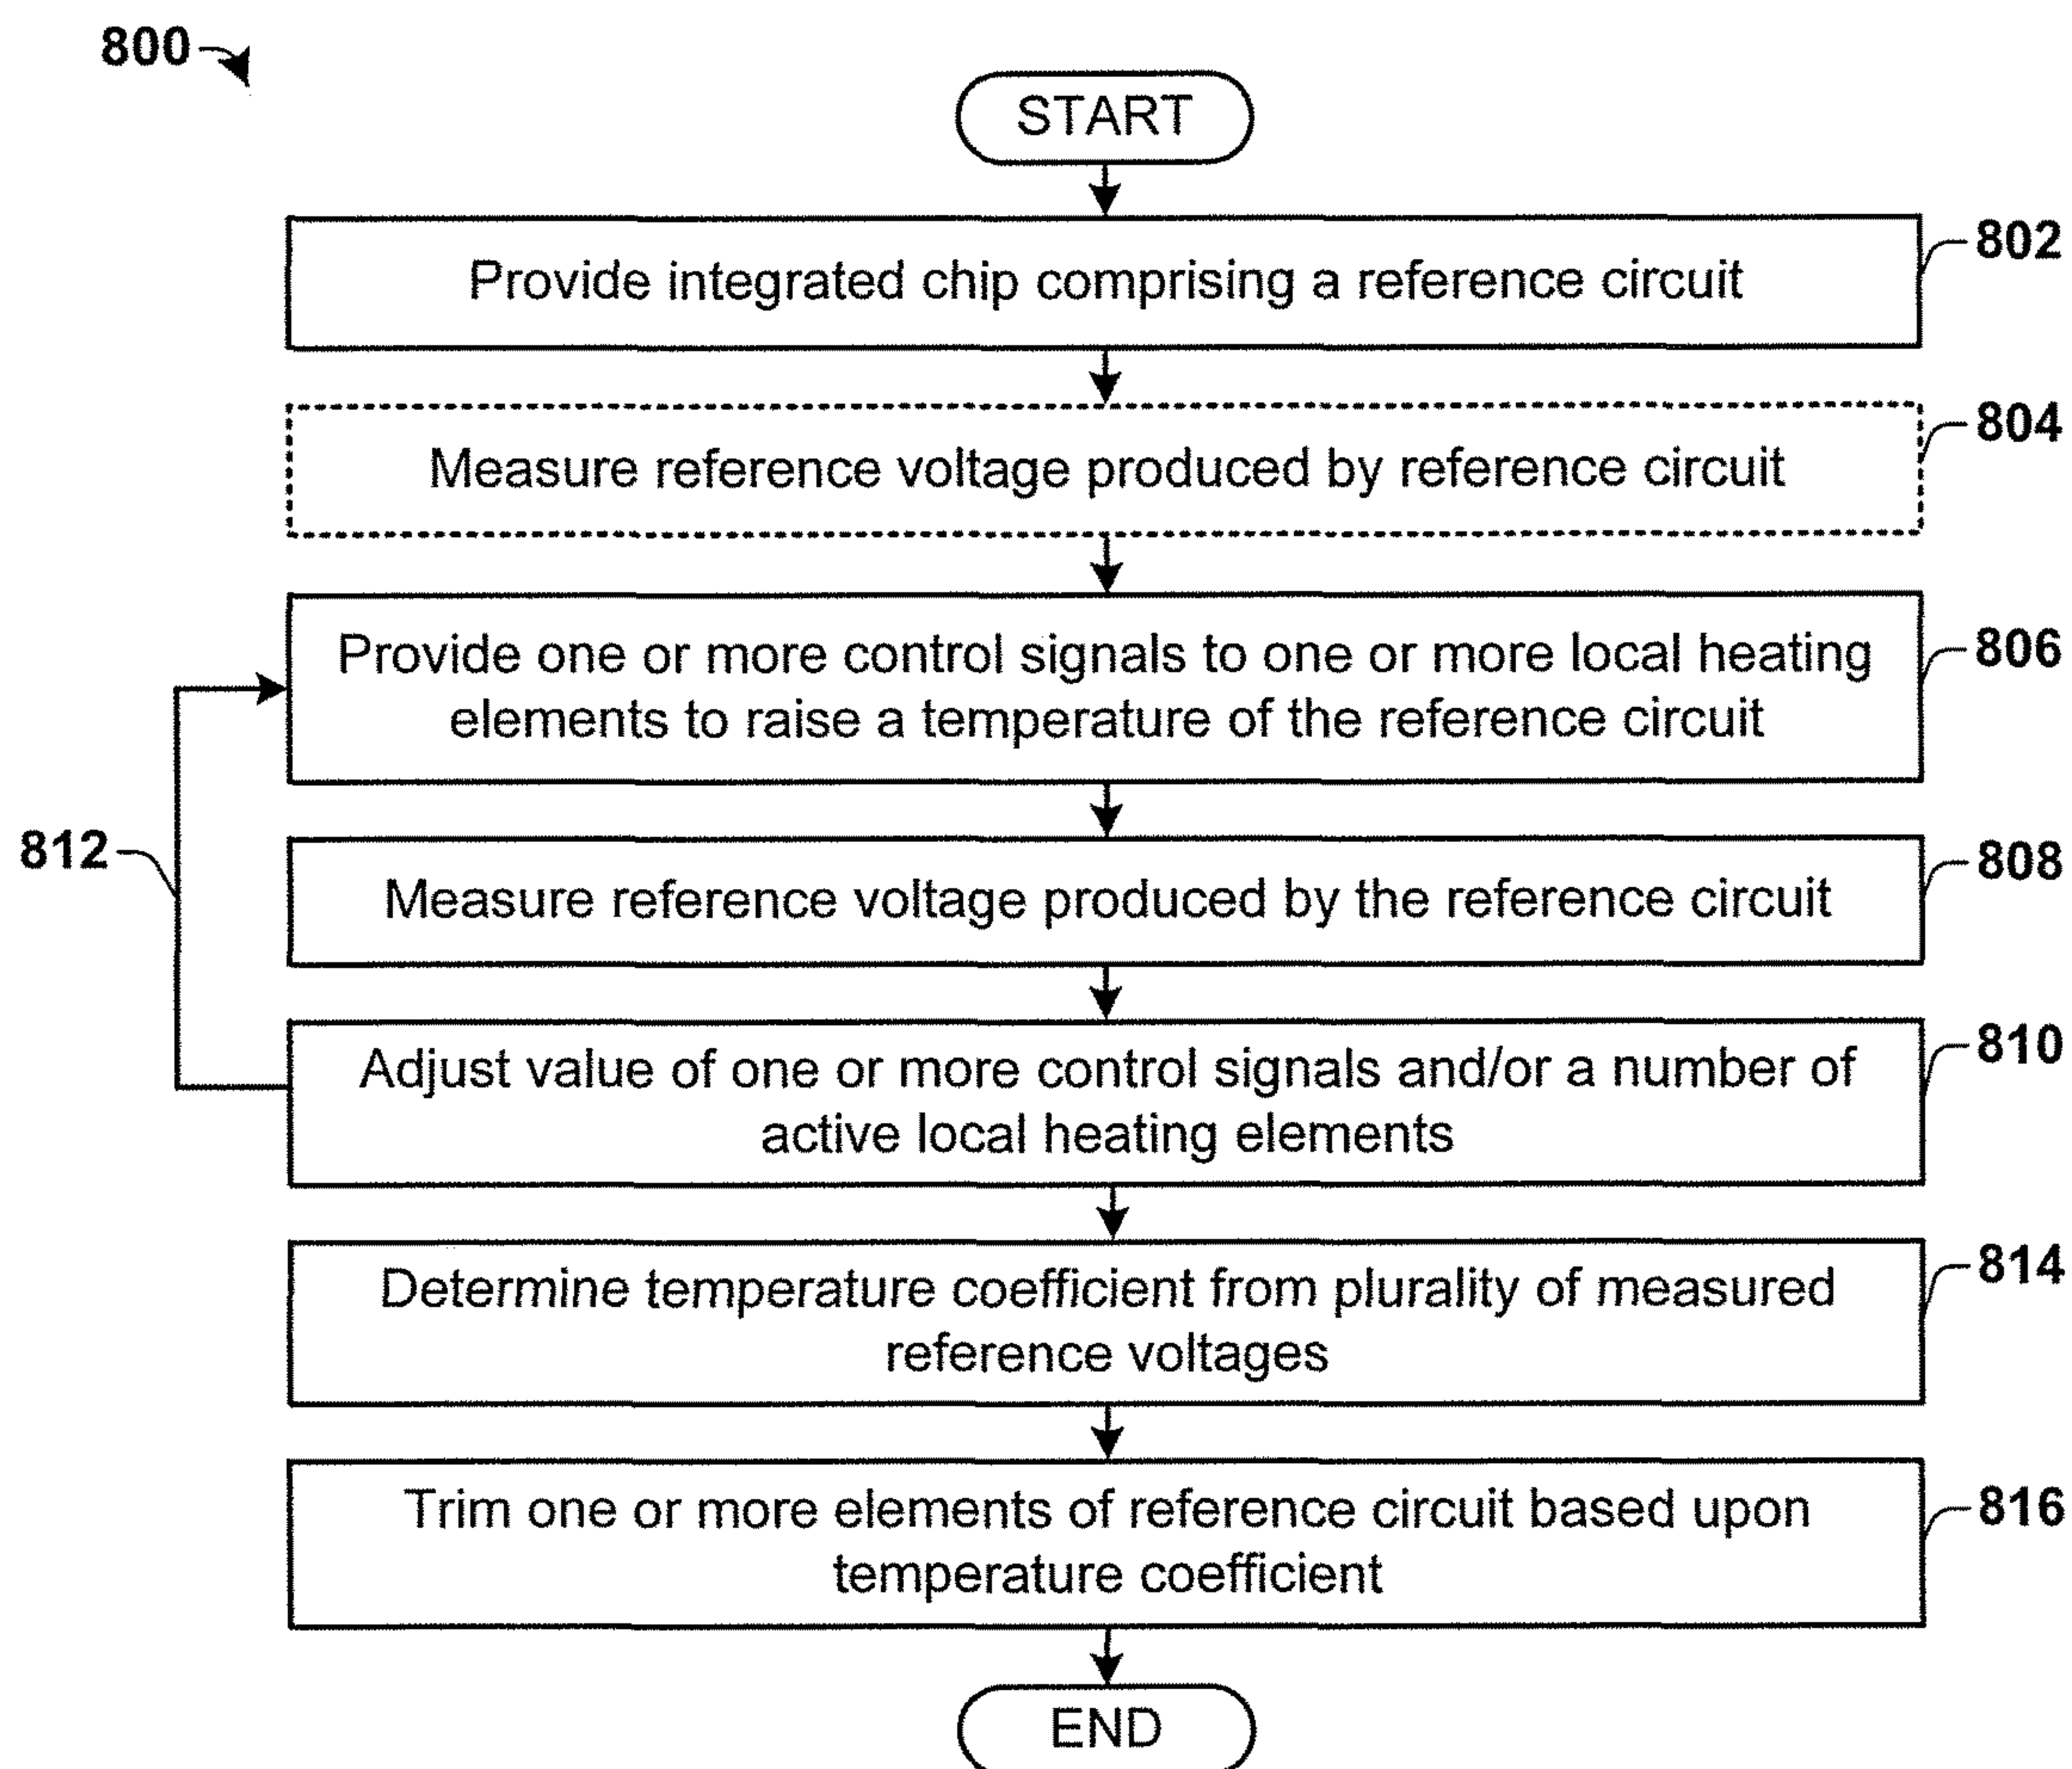 800
START
Provide integrated chip comprising a reference circuit
802
Measure reference voltage produced by reference circuit
804
Provide one or more control signals to one or more local heating
elements to raise a temperature of the reference circuit
806
Measure reference voltage produced by the reference circuit
808
812
Adjust value of one or more control signals and/or a number of
active local heating elements
810
Determine temperature coefficient from plurality of measured
reference voltages
814
Trim one or more elements of reference circuit based upon
temperature coefficient
816
END